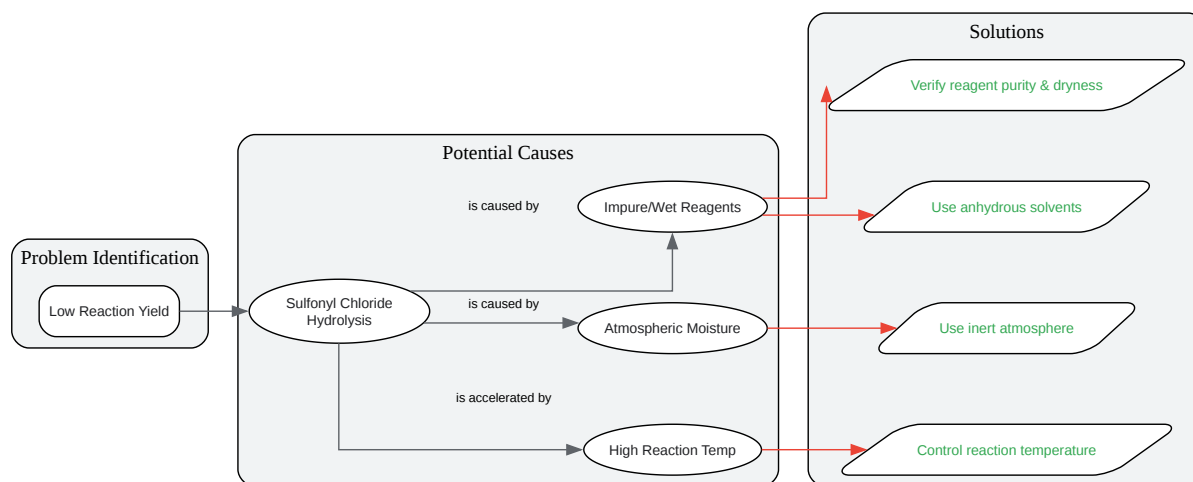 Problem Identification
Low Reaction Yield
Potential Causes
Sulfonyl Chloride
Hydrolysis
is caused by
Impure/Wet Reagents
is caused by
Atmospheric Moisture
is accelerated by
High Reaction Temp
Solutions
Verify reagent purity & dryness
Use anhydrous solvents
Use inert atmosphere
Control reaction temperature